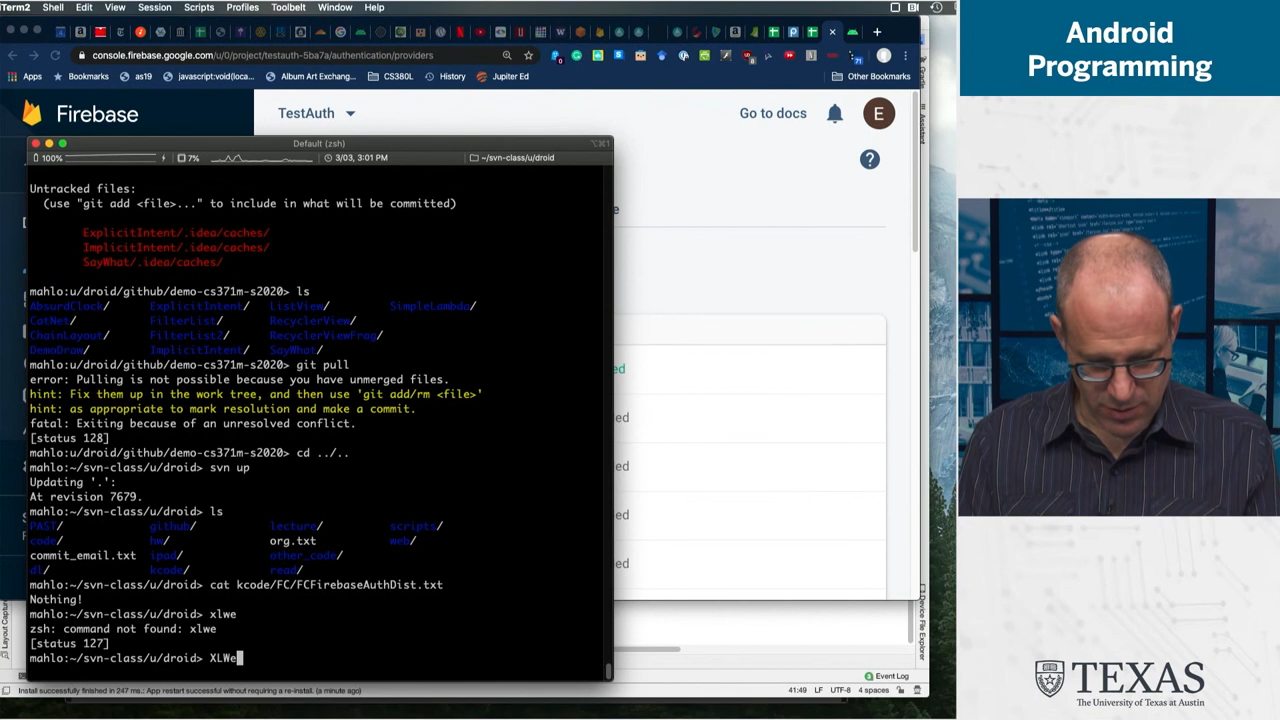 iTerm2 Shell Edit View Session Scripts Profiles Toolbelt Window Help
console.firebase.google.com/u/0/project/testauth-5ba7a/authentication/providers
Apps Bookmarks as19 javascript:void(loca... Album Art Exchang... CS380L History Jupiter Ed Other Bookmarks
Firebase
TestAuth
Go to docs
E
Default (zsh)
100% 7% 3/03, 3:01 PM ~/svn-class/u/droid
Untracked files:
(use "git add <file>..." to include in what will be committed)
ExplicitIntent/.idea/caches/
ImplicitIntent/.idea/caches/
SayWhat/.idea/caches/
mahlo:u/droid/github/demo-cs371m-s2020> ls
AbsurdClock/ ExplicitIntent/ ListView/ SimpleLambda/
CatNet/ FilterList/ RecyclerView/
ChainLayout/ FilterList2/ RecyclerViewFrag/
DemoDraw/ ImplicitIntent/ SayWhat/
mahlo:u/droid/github/demo-cs371m-s2020> git pull
error: Pulling is not possible because you have unmerged files.
hint: Fix them up in the work tree, and then use 'git add/rm <file>'
hint: as appropriate to mark resolution and make a commit.
fatal: Exiting because of an unresolved conflict.
[status 128]
mahlo:u/droid/github/demo-cs371m-s2020> cd ../..
mahlo:~/svn-class/u/droid> svn up
Updating '.':
At revision 7679.
mahlo:~/svn-class/u/droid> ls
PAST/ github/ lecture/ scripts/
code/ hw/ org.txt web/
commit_email.txt ipad/ other_code/
dl/ kcode/ read/
mahlo:~/svn-class/u/droid> cat kcode/FC/FCFirebaseAuthDist.txt
Nothing!
mahlo:~/svn-class/u/droid> xlwe
zsh: command not found: xlwe
[status 127]
mahlo:~/svn-class/u/droid> XLWe
e
ed
ed
ed
ed
ed
Gradle
Assistant
Device File Explorer
Layout Captures
Event Log
Install successfully finished in 247 ms.: App restart successful without requiring a re-install. (a minute ago)
41:49 LF UTF-8 4 spaces
Android
Programming
TEXAS
The University of Texas at Austin